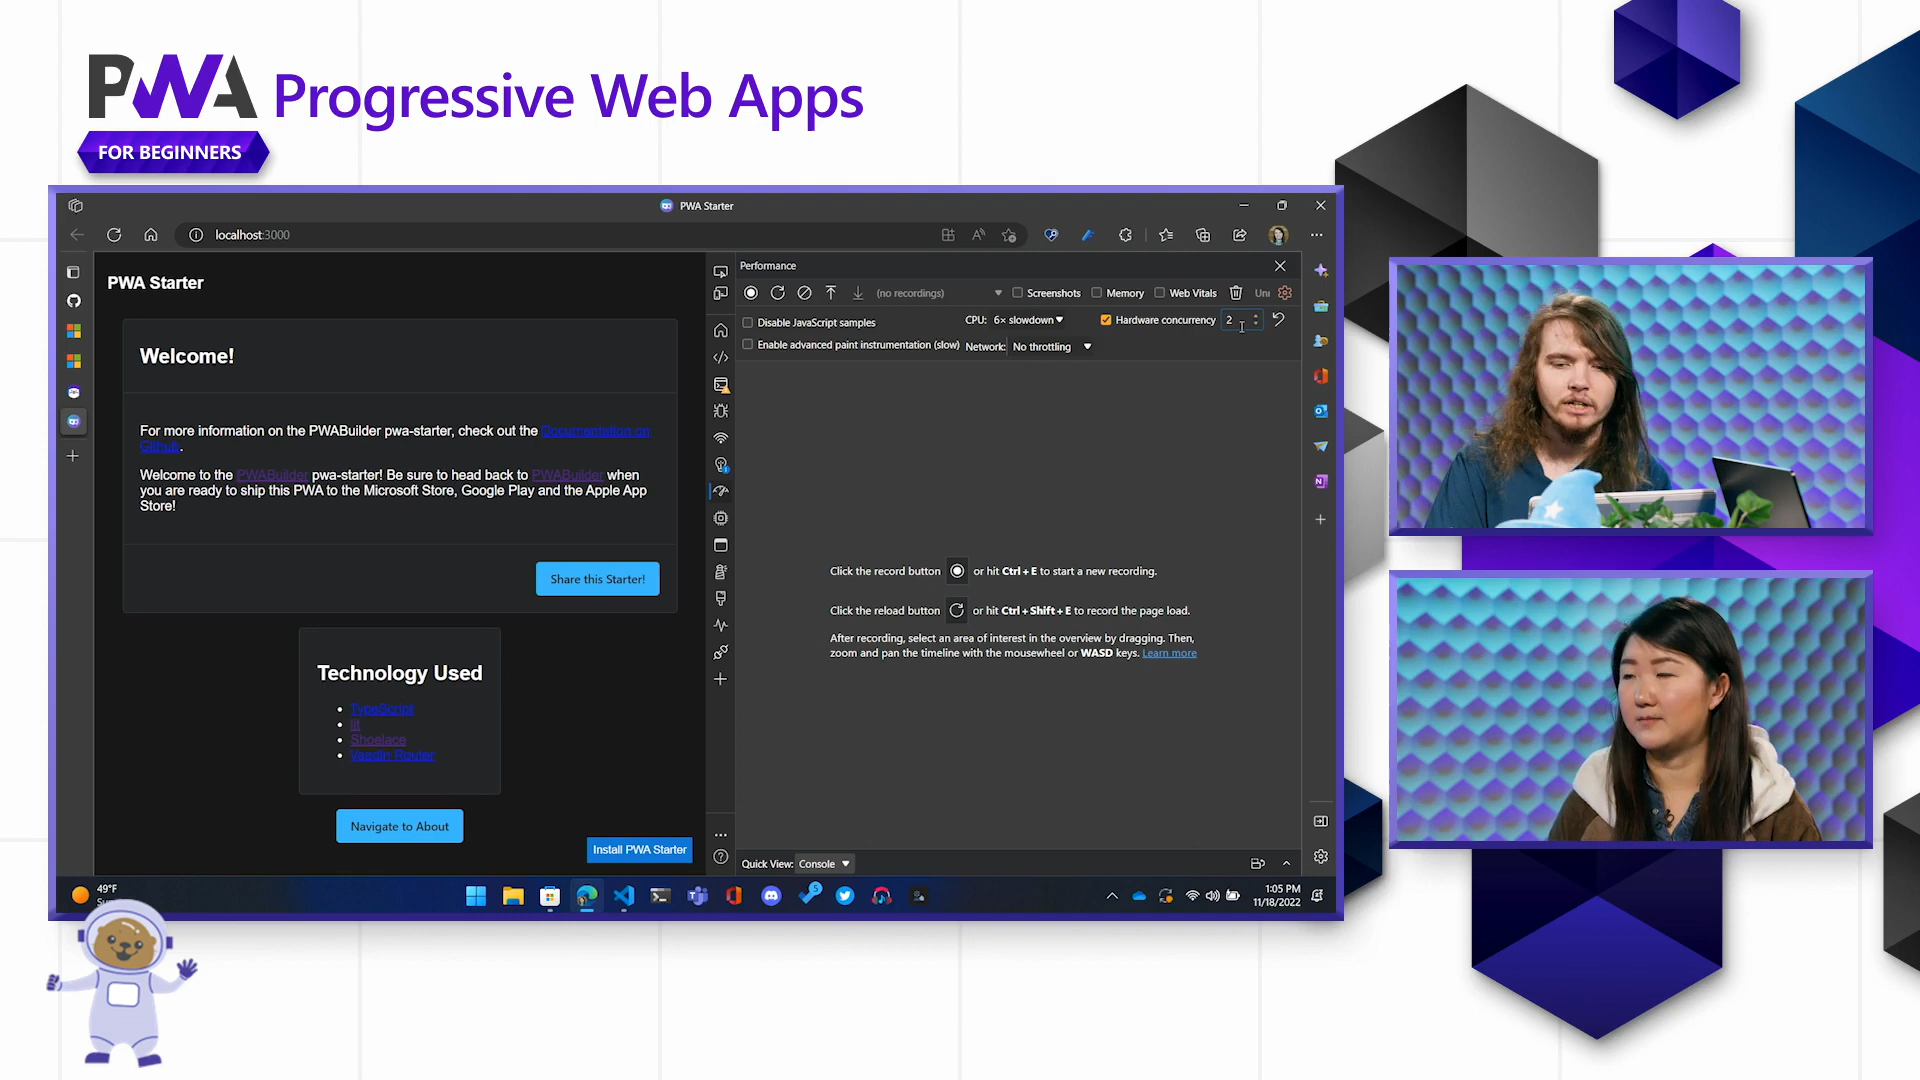 PWA Progressive Web Apps
FOR BEGINNERS
PWA Starter
localhost:3000
PWA Starter
Welcome!
For more information on the PWABuilder pwa-starter, check out the Documentation on
Github.
Welcome to the PWABuilder pwa-starter! Be sure to head back to PWABuilder when
you are ready to ship this PWA to the Microsoft Store, Google Play and the Apple App
Store!
Share this Starter!
Technology Used
TypeScript
lit
Shoelace
Vaadin Router
Navigate to About
Install PWA Starter
Performance
(no recordings)
Screenshots
Memory
Web Vitals
Disable JavaScript samples
CPU: 6× slowdown
Hardware concurrency 2
Enable advanced paint instrumentation (slow)
Network: No throttling
Click the record button or hit Ctrl + E to start a new recording.
Click the reload button or hit Ctrl + Shift + E to record the page load.
After recording, select an area of interest in the overview by dragging. Then,
zoom and pan the timeline with the mousewheel or WASD keys. Learn more
Quick View: Console
49°F
5
1:05 PM
11/18/2022